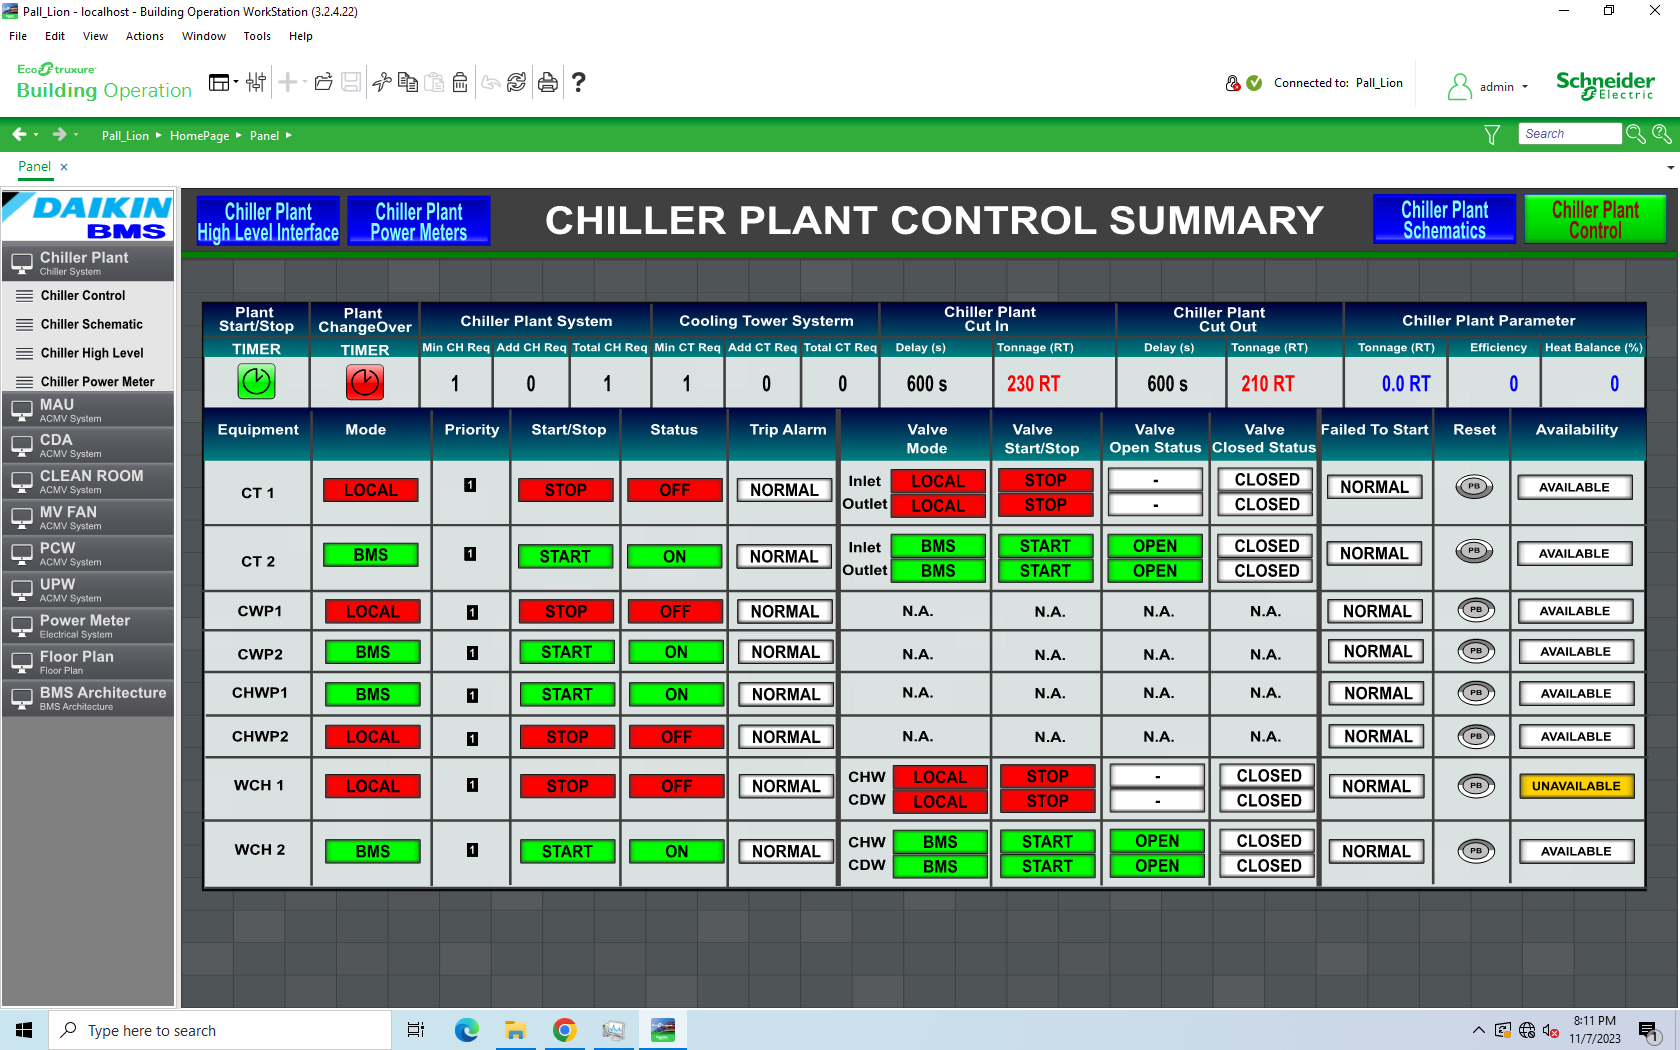 Pall_Lion - localhost - Building Operation WorkStation (3.2.4.22)
File Edit View Actions Window Tools Help
EcoStruxure
Building Operation
Connected to: Pall_Lion
admin
Schneider
Electric
Pall_Lion HomePage Panel
Search
Panel
DAIKIN
BMS
Chiller Plant
Chiller System
Chiller Control
Chiller Schematic
Chiller High Level
Chiller Power Meter
MAU
ACMV System
CDA
ACMV System
CLEAN ROOM
ACMV System
MV FAN
ACMV System
PCW
ACMV System
UPW
ACMV System
Power Meter
Electrical System
Floor Plan
Floor Plan
BMS Architecture
BMS Architecture
Chiller Plant
High Level Interface
Chiller Plant
Power Meters
CHILLER PLANT CONTROL SUMMARY
Chiller Plant
Schematics
Chiller Plant
Control
Plant Start/Stop Plant ChangeOver Chiller Plant System Cooling Tower Systerm Chiller Plant Cut In Chiller Plant Cut Out Chiller Plant Parameter
TIMER TIMER Min CH Req Add CH Req Total CH Req Min CT Req Add CT Req Total CT Req Delay (s) Tonnage (RT) Delay (s) Tonnage (RT) Tonnage (RT) Efficiency Heat Balance (%)
1 0 1 1 0 0 600 s 230 RT 600 s 210 RT 0.0 RT 0 0
Equipment Mode Priority Start/Stop Status Trip Alarm Valve Mode Valve Start/Stop Valve Open Status Valve Closed Status Failed To Start Reset Availability
CT 1 LOCAL 1 STOP OFF NORMAL Inlet LOCAL STOP - CLOSED NORMAL PB AVAILABLE
Outlet LOCAL STOP - CLOSED
CT 2 BMS 1 START ON NORMAL Inlet BMS START OPEN CLOSED NORMAL PB AVAILABLE
Outlet BMS START OPEN CLOSED
CWP1 LOCAL 1 STOP OFF NORMAL N.A. N.A. N.A. N.A. NORMAL PB AVAILABLE
CWP2 BMS 1 START ON NORMAL N.A. N.A. N.A. N.A. NORMAL PB AVAILABLE
CHWP1 BMS 1 START ON NORMAL N.A. N.A. N.A. N.A. NORMAL PB AVAILABLE
CHWP2 LOCAL 1 STOP OFF NORMAL N.A. N.A. N.A. N.A. NORMAL PB AVAILABLE
WCH 1 LOCAL 1 STOP OFF NORMAL CHW LOCAL STOP - CLOSED NORMAL PB UNAVAILABLE
CDW LOCAL STOP - CLOSED
WCH 2 BMS 1 START ON NORMAL CHW BMS START OPEN CLOSED NORMAL PB AVAILABLE
CDW BMS START OPEN CLOSED
Type here to search
8:11 PM
11/7/2023
1